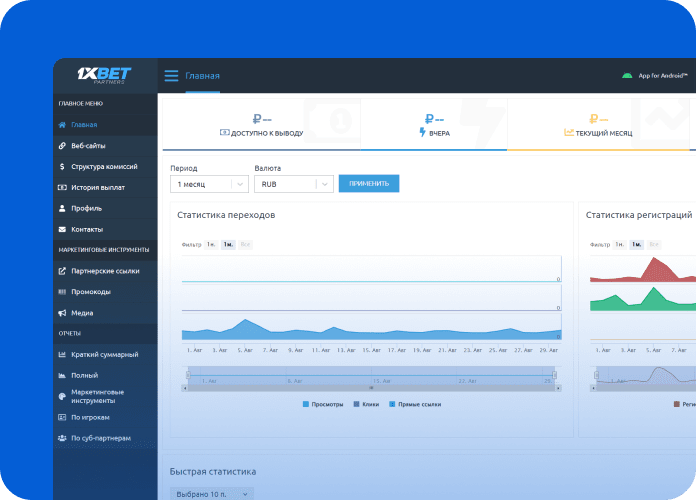 1XBET
PARTNERS
Главная
App for Android™
ГЛАВНОЕ МЕНЮ
Главная
Веб-сайты
Структура комиссий
История выплат
Профиль
Контакты
МАРКЕТИНГОВЫЕ ИНСТРУМЕНТЫ
Партнерские ссылки
Промокоды
Медиа
ОТЧЕТЫ
Краткий суммарный
Полный
Маркетинговые
инструменты
По игрокам
По суб-партнерам
₽--
ДОСТУПНО К ВЫВОДУ
₽--
ВЧЕРА
₽--
ТЕКУЩИЙ МЕСЯЦ
Период
Валюта
1 месяц
RUB
ПРИМЕНИТЬ
Статистика переходов
Фильтр 1н. 1м. Все
0
0
0
1. Авг 3. Авг 5. Авг 7. Авг 9. Авг 11. Авг 13. Авг 15. Авг 17. Авг 19. Авг 21. Авг 23. Авг 25. Авг 27. Авг 29. Авг
1. Авг 8. Авг 15. Авг 22. Авг 29.
Просмотры Клики Прямые ссылки
Статистика регистраций
Фильтр 1н. 1м. Все
1. Авг 3. Авг 5. Авг 7. Авг
1. Авг
Реги
Быстрая статистика
Выбрано 10 п.